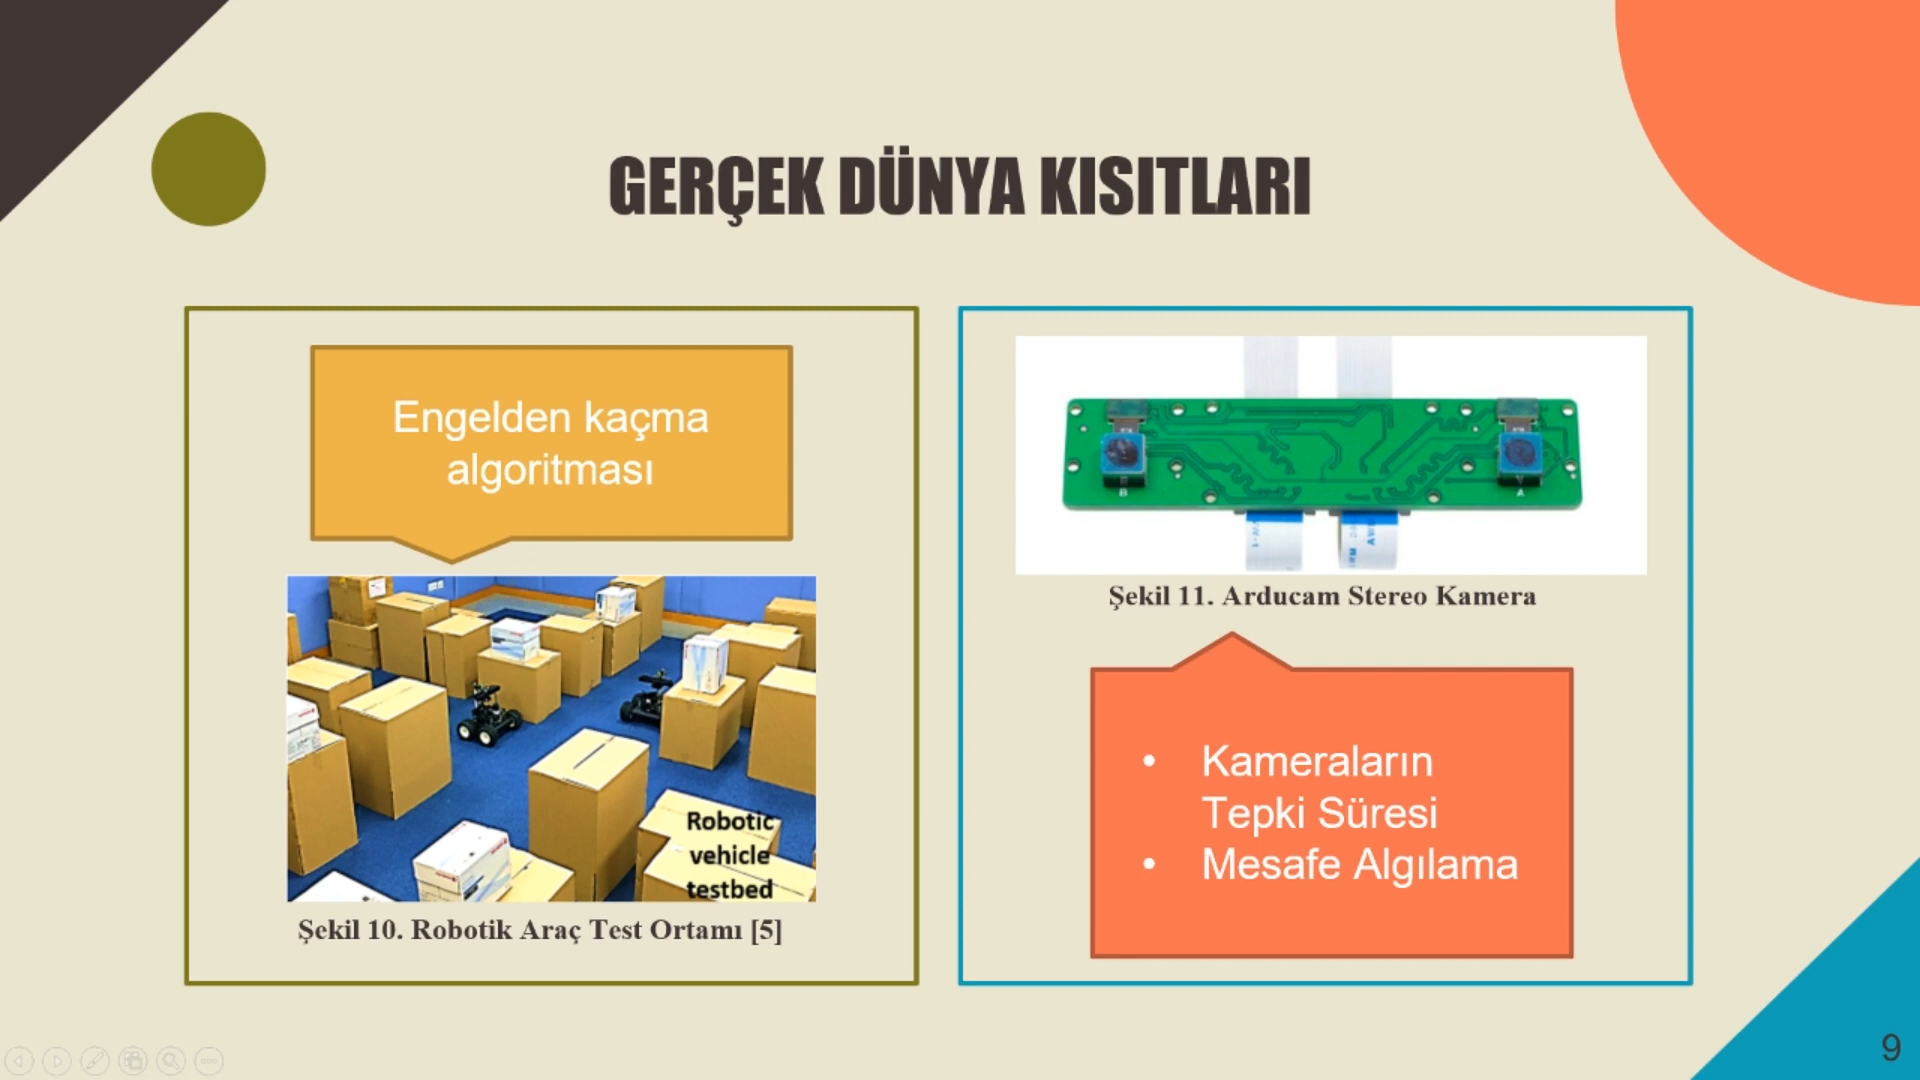 GERÇEK DÜNYA KISITLARI
Engelden kaçma
algoritması
Robotic
vehicle
testbed
Şekil 10. Robotik Araç Test Ortamı [5]
B
A
Şekil 11. Arducam Stereo Kamera
• Kameraların
Tepki Süresi
• Mesafe Algılama
9